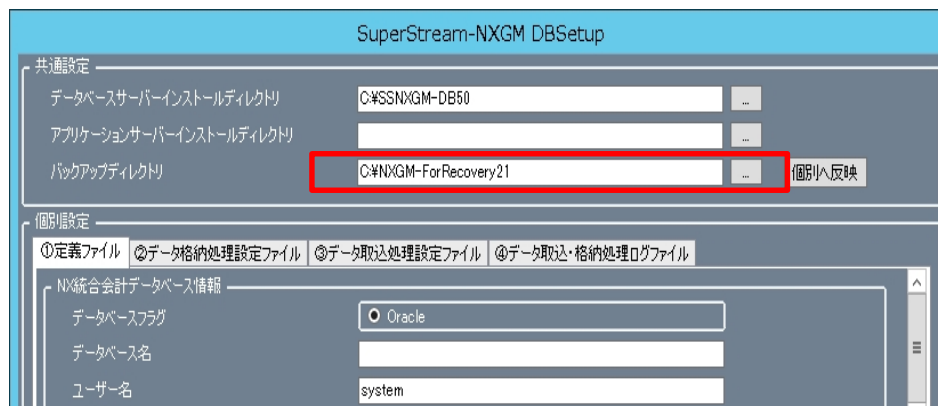 SuperStream-NXGM DBSetup
共通設定
データベースサーバーインストールディレクトリ C:¥SSNXGM-DB50 ...
アプリケーションサーバーインストールディレクトリ ...
バックアップディレクトリ C:¥NXGM-ForRecovery21 ... 個別へ反映
個別設定
①定義ファイル ②データ格納処理設定ファイル ③データ取込処理設定ファイル ④データ取込・格納処理ログファイル
NX統合会計データベース情報
データベースフラグ Oracle
データベース名
ユーザー名 system